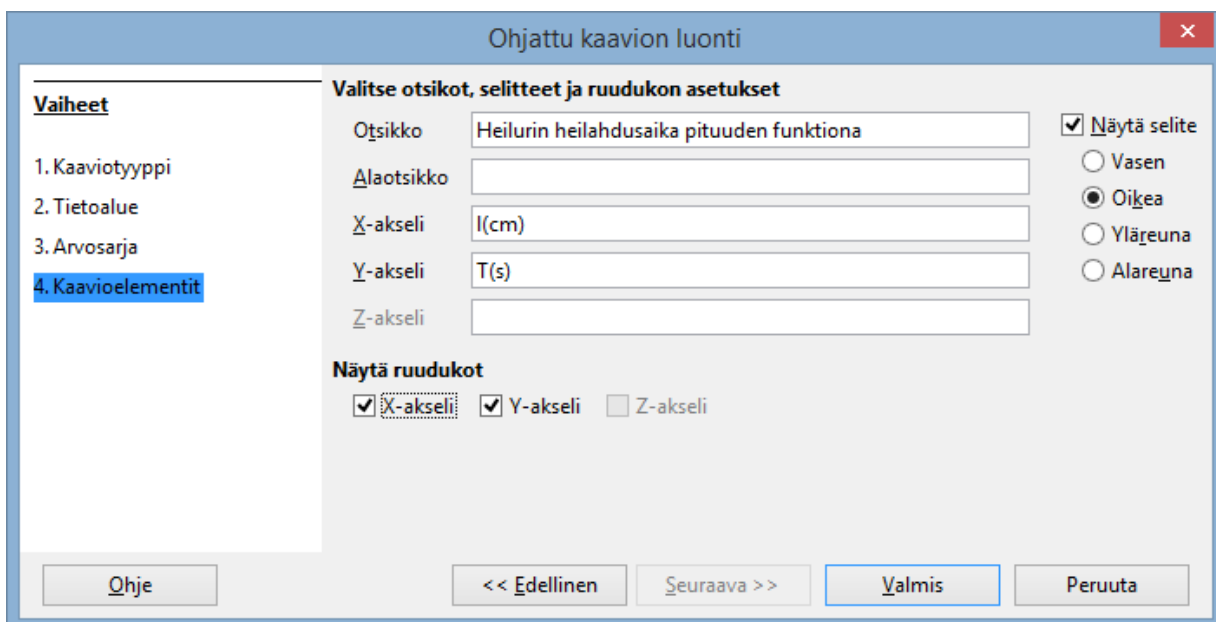 Ohjattu kaavion luonti
Vaiheet
1. Kaaviotyyppi
2. Tietoalue
3. Arvosarja
4. Kaavioelementit
Valitse otsikot, selitteet ja ruudukon asetukset
Otsikko Heilurin heilahdusaika pituuden funktiona
Alaotsikko
X-akseli l(cm)
Y-akseli T(s)
Z-akseli
Näytä selite
Vasen
Oikea
Yläreuna
Alareuna
Näytä ruudukot
X-akseli Y-akseli Z-akseli
Ohje << Edellinen Seuraava >> Valmis Peruuta